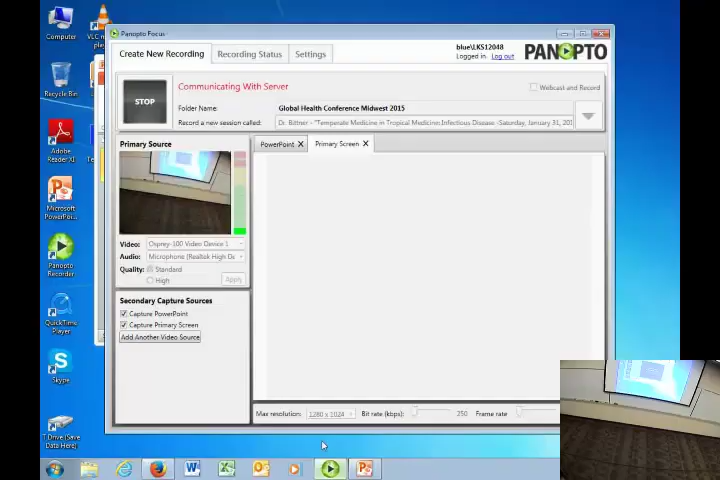 Computer
VLC m
play
Recycle Bin
Adobe
Reader XI
Microsoft
PowerPoi...
Panopto
Recorder
QuickTime
Player
Skype
T Drive (Save
Data Here)
Panopto Focus
Create New Recording
Recording Status
Settings
blue\LKS12048
Logged in.
Log out
PANOPTO
STOP
Communicating With Server
Webcast and Record
Folder Name:
Global Health Conference Midwest 2015
Record a new session called:
Dr. Bittner - "Temperate Medicine in Tropical Medicine:Infectious Disease -Saturday, January 31, 201
Primary Source
Video:
Osprey-100 Video Device 1
Audio:
Microphone (Realtek High De
Quality:
Standard
High
Apply
Secondary Capture Sources
Capture PowerPoint
Capture Primary Screen
Add Another Video Source
PowerPoint X
Primary Screen X
Max resolution:
1280 x 1024
Bit rate (kbps):
250
Frame rate